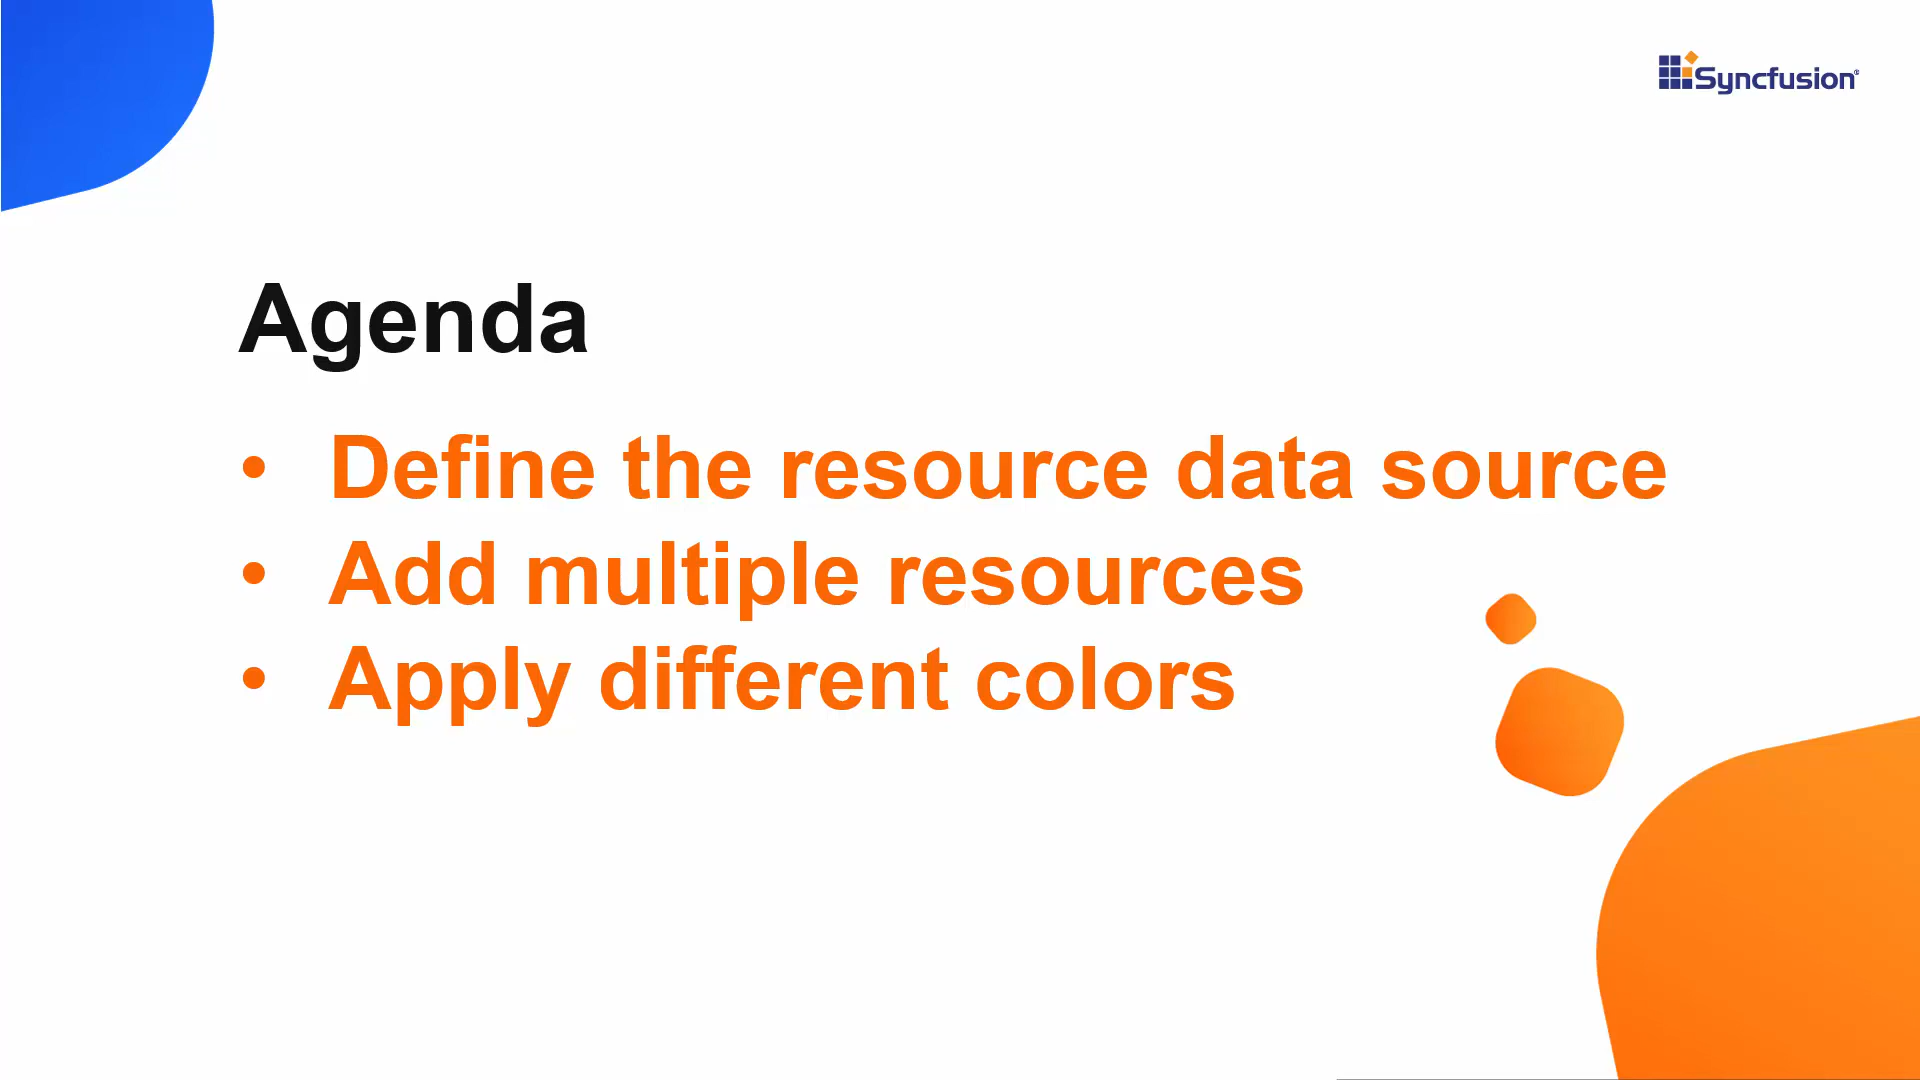 Syncfusion®
Agenda
• Define the resource data source
• Add multiple resources
• Apply different colors